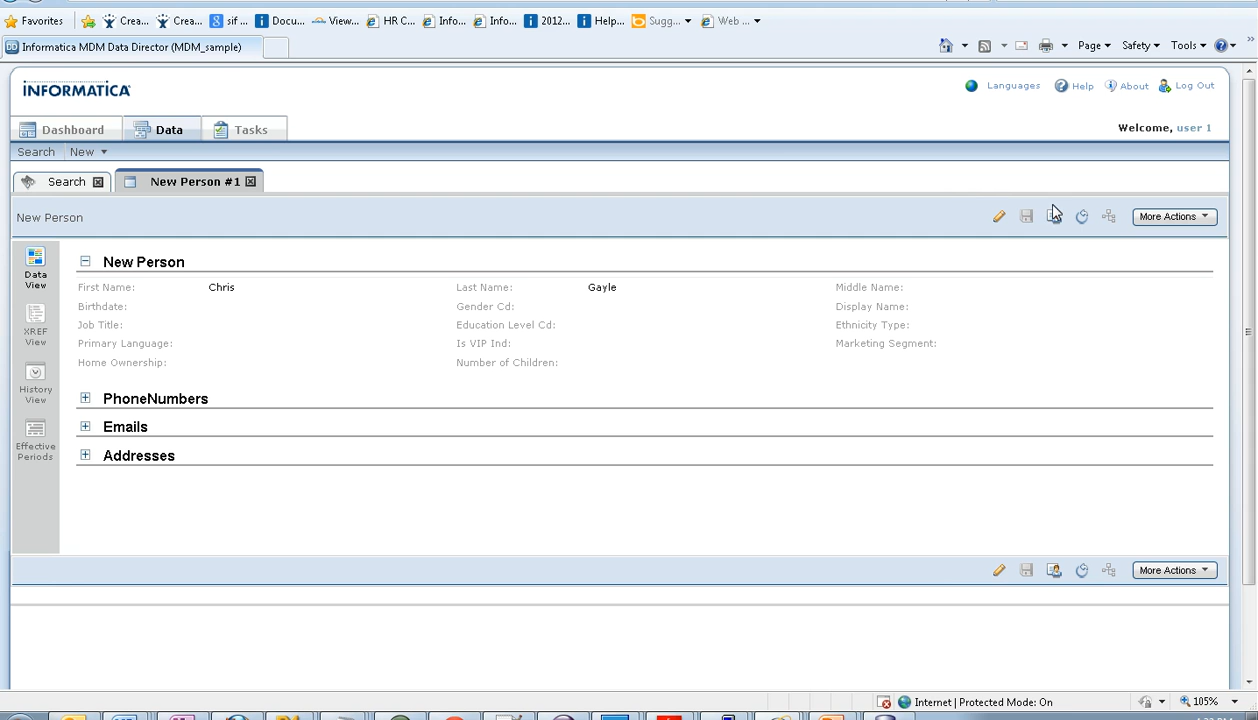 Favorites Crea... Crea... sif ... Docu... View... HR C... Info... Info... 2012... Help... Sugg... Web ...
Informatica MDM Data Director (MDM_sample) Page Safety Tools
INFORMATICA Languages Help About Log Out
Dashboard Data Tasks Welcome, user 1
Search New
Search New Person #1
New Person More Actions
Data View
XREF View
History View
Effective Periods
New Person
First Name: Chris Last Name: Gayle Middle Name:
Birthdate: Gender Cd: Display Name:
Job Title: Education Level Cd: Ethnicity Type:
Primary Language: Is VIP Ind: Marketing Segment:
Home Ownership: Number of Children:
PhoneNumbers
Emails
Addresses
More Actions
Internet | Protected Mode: On 105%